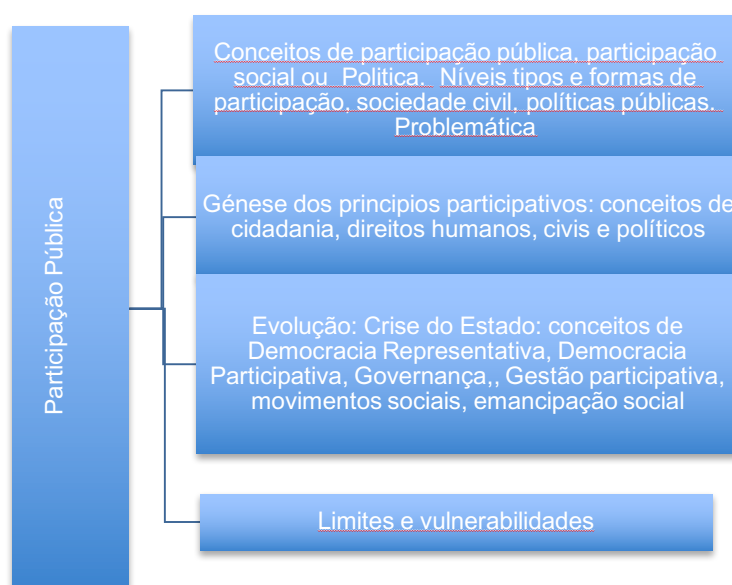 Participação Pública
Conceitos de participação pública, participação
social ou Politica. Níveis tipos e formas de
participação, sociedade civil, políticas públicas.
Problemática
Génese dos principios participativos: conceitos de
cidadania, direitos humanos, civis e políticos
Evolução: Crise do Estado: conceitos de
Democracia Representativa, Democracia
Participativa, Governança,, Gestão participativa,
movimentos sociais, emancipação social
Limites e vulnerabilidades